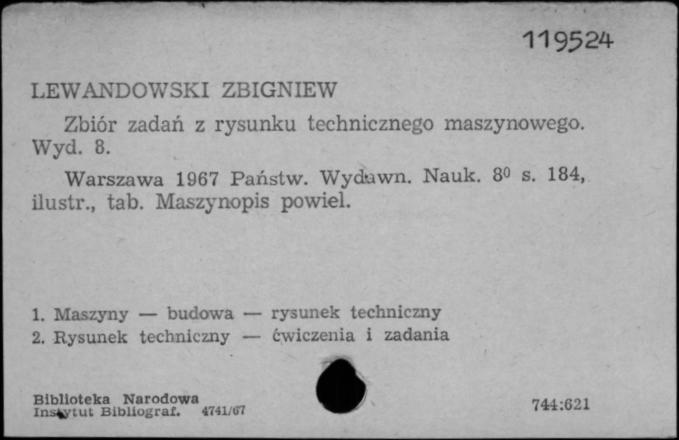 119524
LEWANDOWSKI ZBIGNIEW
Zbiór zadań z rysunku technicznego maszynowego.
Wyd. 8.
Warszawa 1967 Państw. Wydawn. Nauk. 8⁰ s. 184,
ilustr., tab. Maszynopis powiel.
1. Maszyny — budowa — rysunek techniczny
2. Rysunek techniczny — ćwiczenia i zadania
Biblioteka Narodowa
Instytut Bibliograf. 4741/67
744:621